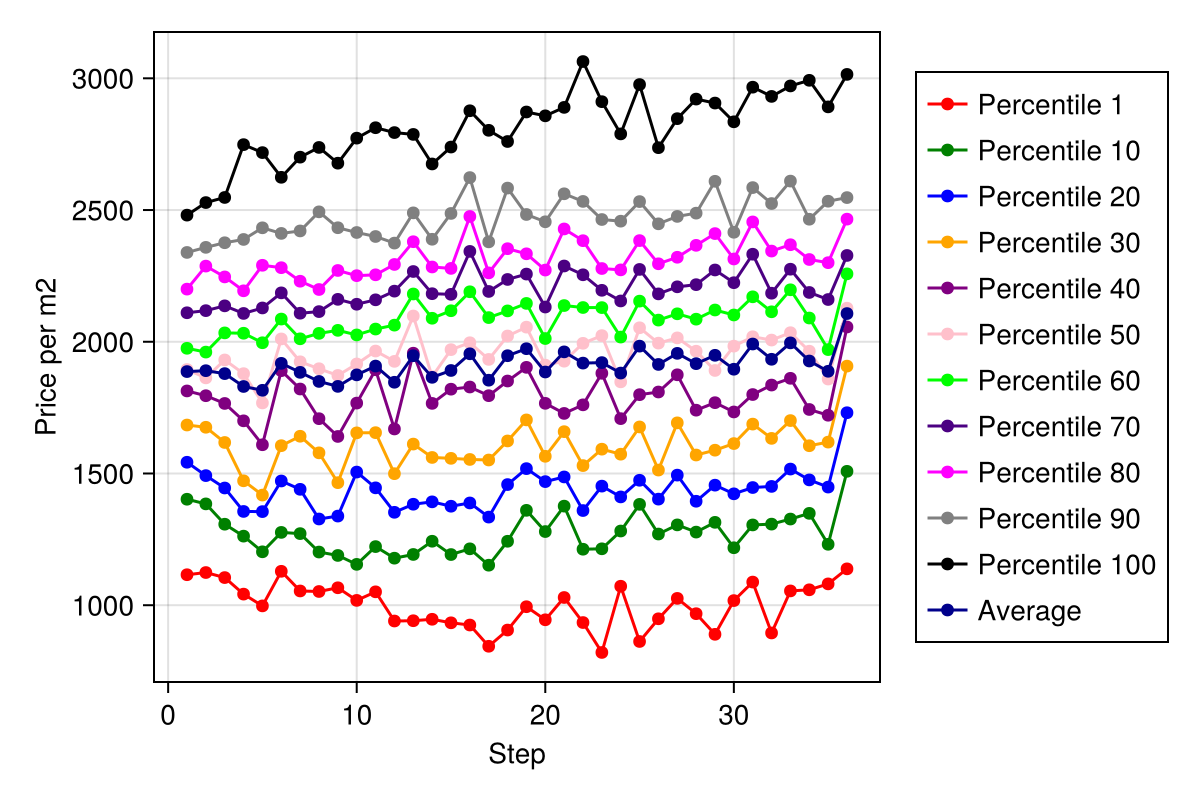 3000
2500
2000
1500
1000
Price per m2
0 10 20 30
Step
Percentile 1
Percentile 10
Percentile 20
Percentile 30
Percentile 40
Percentile 50
Percentile 60
Percentile 70
Percentile 80
Percentile 90
Percentile 100
Average